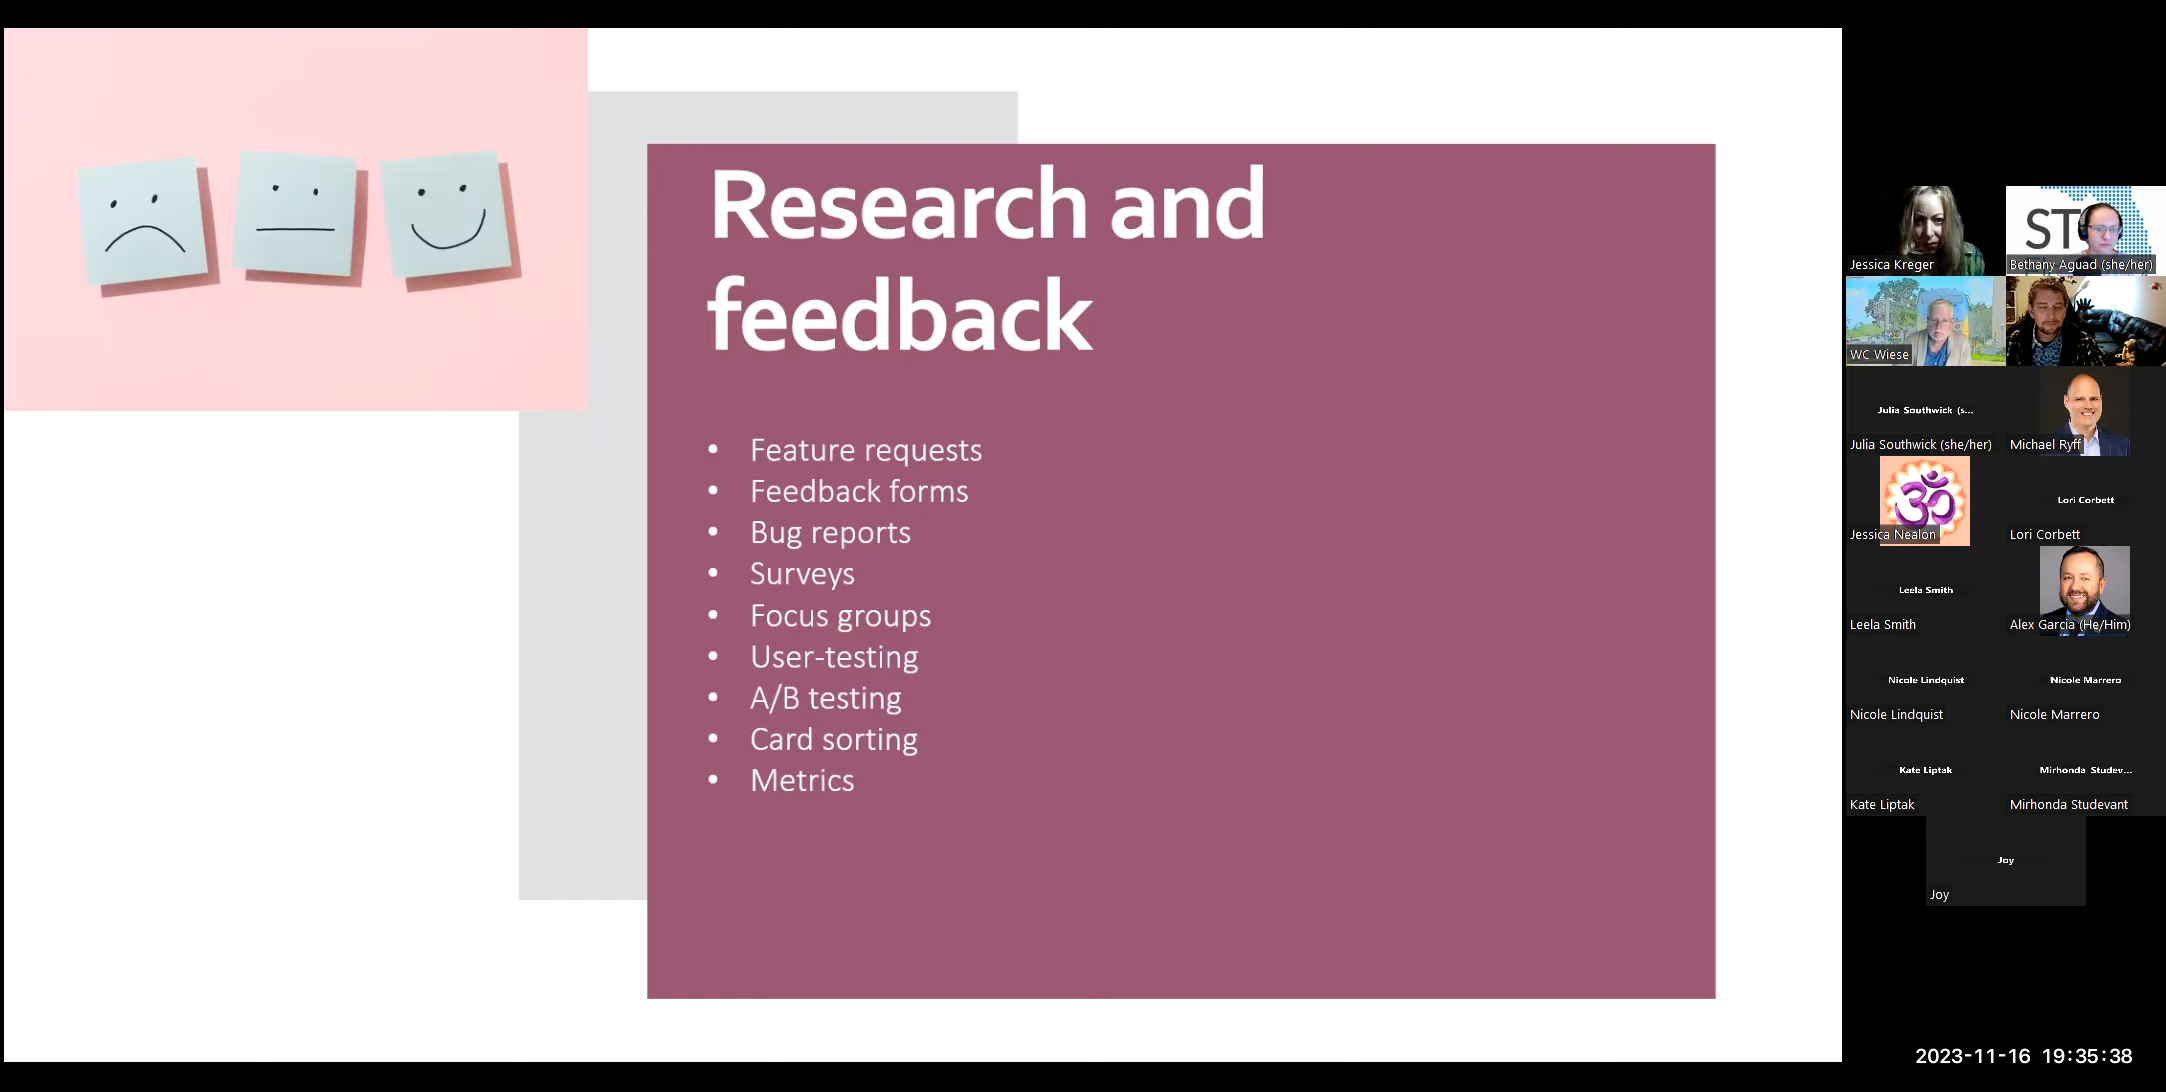 Research and
feedback
• Feature requests
• Feedback forms
• Bug reports
• Surveys
• Focus groups
• User-testing
• A/B testing
• Card sorting
• Metrics
Jessica Kreger
ST
Bethany Aguad (she/her)
WC Wiese
Julia Southwick (s...
Julia Southwick (she/her)
Michael Ryff
ॐ
Jessica Nealon
Lori Corbett
Lori Corbett
Leela Smith
Leela Smith
Alex Garcia (He/Him)
Nicole Lindquist
Nicole Lindquist
Nicole Marrero
Nicole Marrero
Kate Liptak
Kate Liptak
Mirhonda Studev...
Mirhonda Studevant
Joy
Joy
2023-11-16 19:35:38